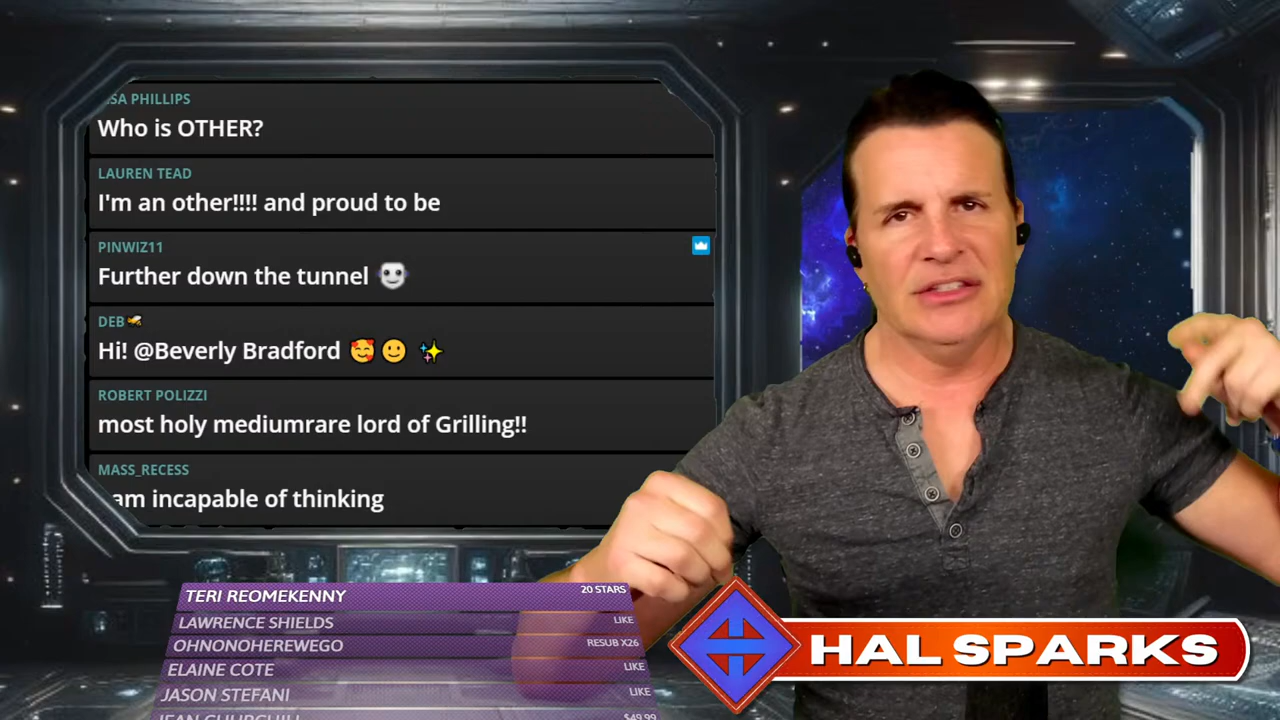 SA PHILLIPS
Who is OTHER?
LAUREN TEAD
I'm an other!!!! and proud to be
PINWIZ11
Further down the tunnel
DEB
Hi! @Beverly Bradford 🥰 🙂 ✨
ROBERT POLIZZI
most holy mediumrare lord of Grilling!!
MASS_RECESS
am incapable of thinking
TERI REOMEKENNY 20 STARS
LAWRENCE SHIELDS LIKE
OHNONOHEREWEGO RESUB X26
ELAINE COTE LIKE
JASON STEFANI LIKE
JEAN CHURCHILL $49.99
HAL SPARKS